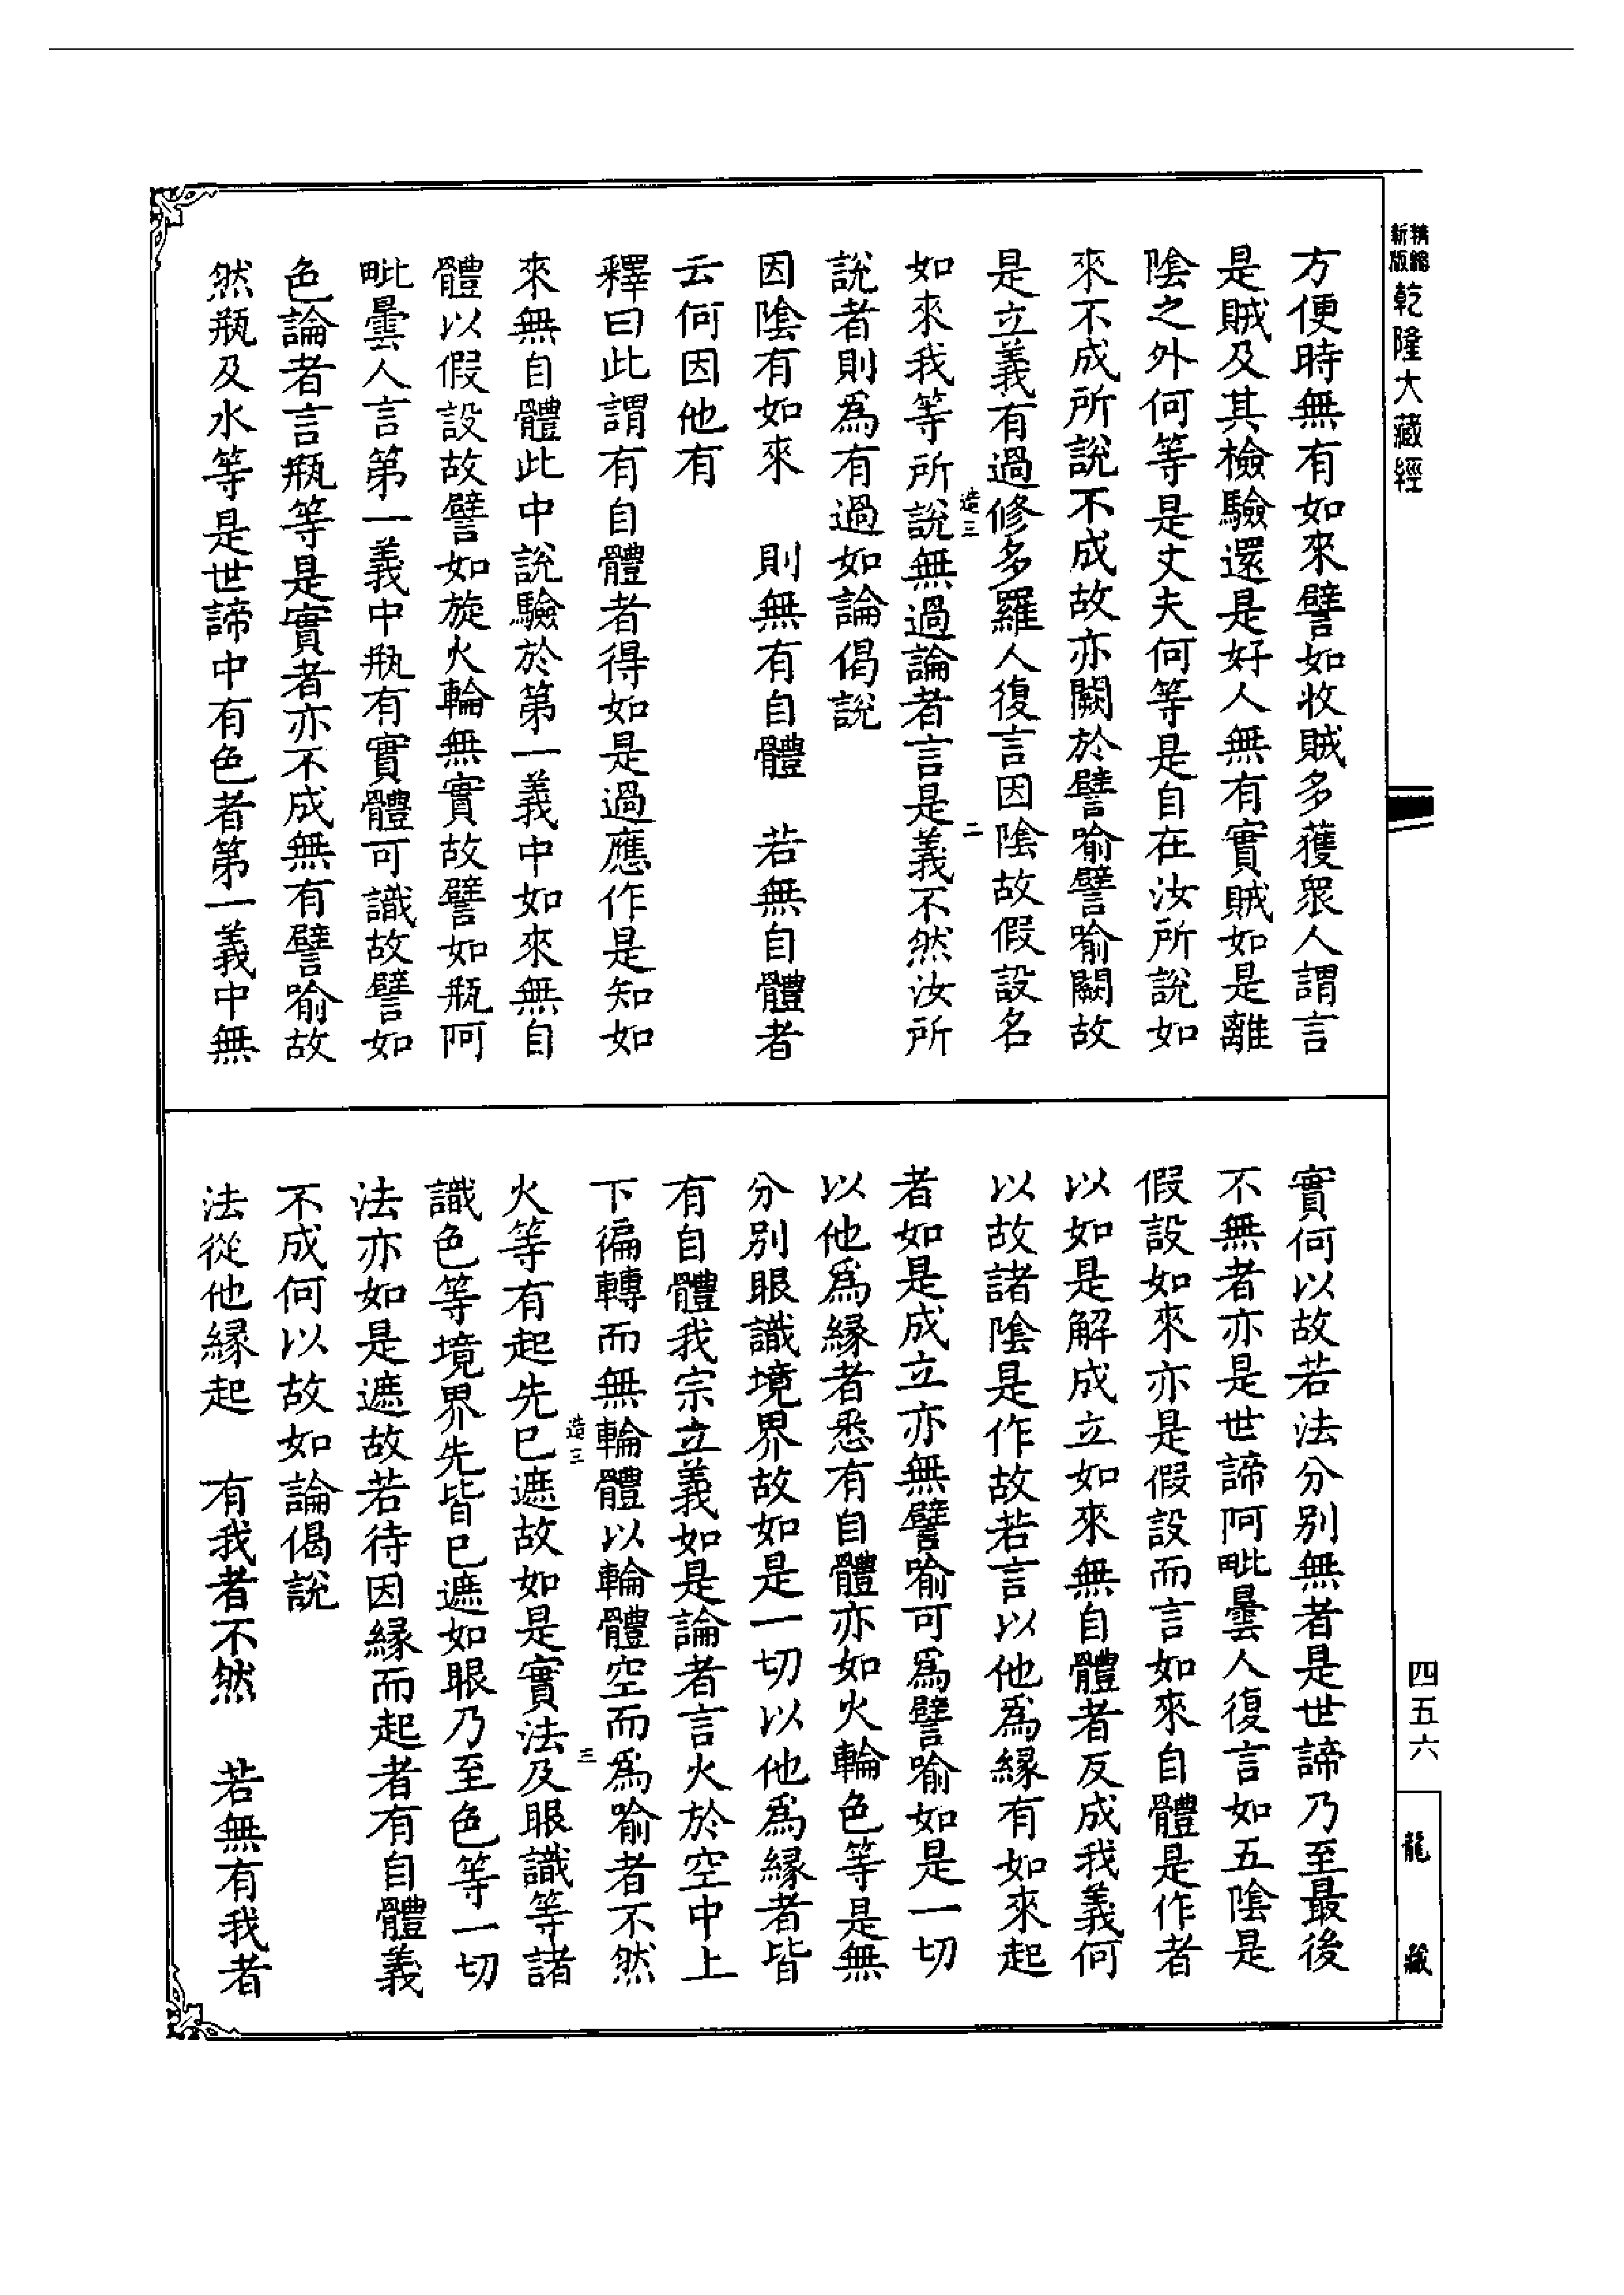 精縮
新版
乾隆大藏經
方便時無有如來譬如收賊多獲衆人謂言
是賊及其檢驗還是好人無有實賊如是離
陰之外何等是丈夫何等是自在汝所說如
來不成所說不成故亦闕於譬喻譬喻闕故
是立義有過修多羅人復言因陰故假設名
造三
二
如來我等所說無過論者言是義不然汝所
說者則爲有過如論偈說
因陰有如來　則無有自體　若無自體者
云何因他有
釋曰此謂有自體者得如是過應作是知如
來無自體此中說驗於第一義中如來無自
體以假設故譬如旋火輪無實故譬如瓶阿
毗曇人言第一義中瓶有實體可識故譬如
色論者言瓶等是實者亦不成無有譬喻故
然瓶及水等是世諦中有色者第一義中無
實何以故若法分別無者是世諦乃至最後
不無者亦是世諦阿毗曇人復言如五陰是
假設如來亦是假設而言如來自體是作者
以如是解成立如來無自體者反成我義何
以故諸陰是作故若言以他爲緣有如來起
者如是成立亦無譬喻可爲譬喻如是一切
以他爲緣者悉有自體亦如火輪色等是無
分別眼識境界故如是一切以他爲緣者皆
有自體我宗立義如是論者言火於空中上
下徧轉而無輪體以輪體空而爲喻者不然
造三
三
火等有起先已遮故如是實法及眼識等諸
識色等境界先皆已遮如眼乃至色等一切
法亦如是遮故若待因緣而起者有自體義
不成何以故如論偈說
法從他緣起　有我者不然　若無有我者
四五六
龍藏